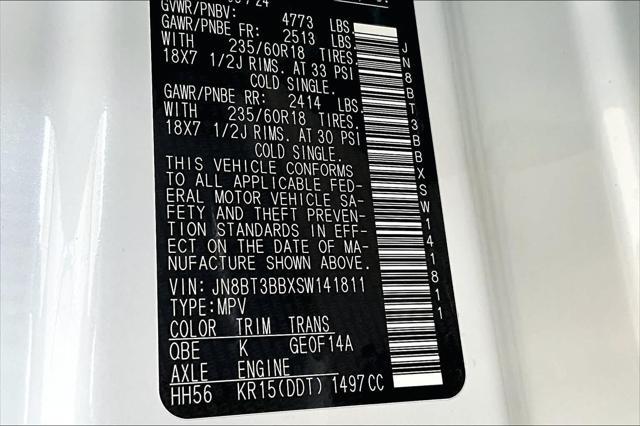 24
GVWR/PNBV: 4773 LBS.
GAWR/PNBE FR: 2513 LBS.
WITH 235/60R18 TIRES.
18X7 1/2J RIMS. AT 33 PSI
COLD SINGLE.
GAWR/PNBE RR: 2414 LBS.
WITH 235/60R18 TIRES.
18X7 1/2J RIMS. AT 30 PSI
COLD SINGLE.
THIS VEHICLE CONFORMS
TO ALL APPLICABLE FED-
ERAL MOTOR VEHICLE SA-
FETY AND THEFT PREVEN-
TION STANDARDS IN EFF-
ECT ON THE DATE OF MA-
NUFACTURE SHOWN ABOVE.
VIN: JN8BT3BBXSW141811
TYPE:MPV
COLOR TRIM TRANS
QBE K GE0F14A
AXLE ENGINE
HH56 KR15(DDT) 1497CC
JN8BT3BBXSW141811